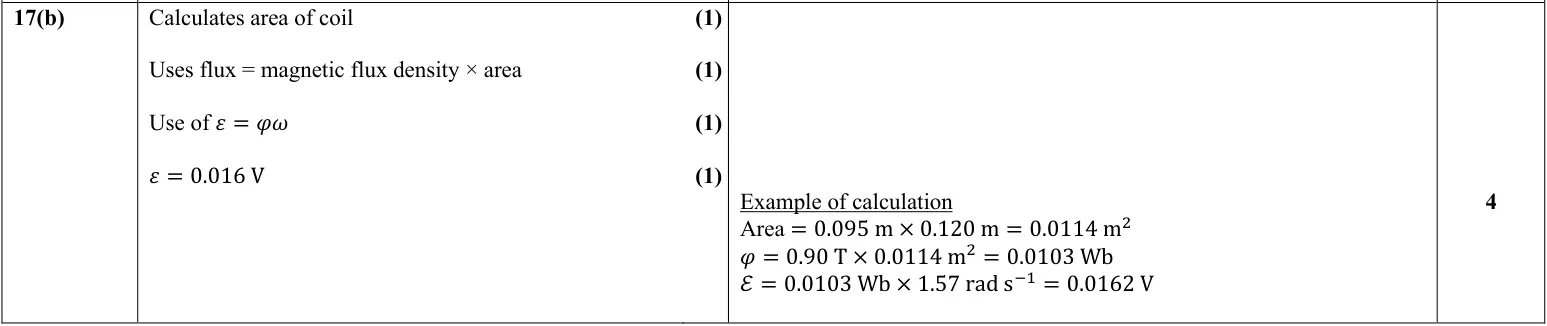 17(b) Calculates area of coil (1)
Uses flux = magnetic flux density × area (1)
Use of 𝜀 = 𝜑𝜔 (1)
𝜀 = 0.016 V (1)
Example of calculation
4
Area = 0.095 m × 0.120 m = 0.0114 m²
𝜑 = 0.90 T × 0.0114 m² = 0.0103 Wb
ℰ = 0.0103 Wb × 1.57 rad s⁻¹ = 0.0162 V